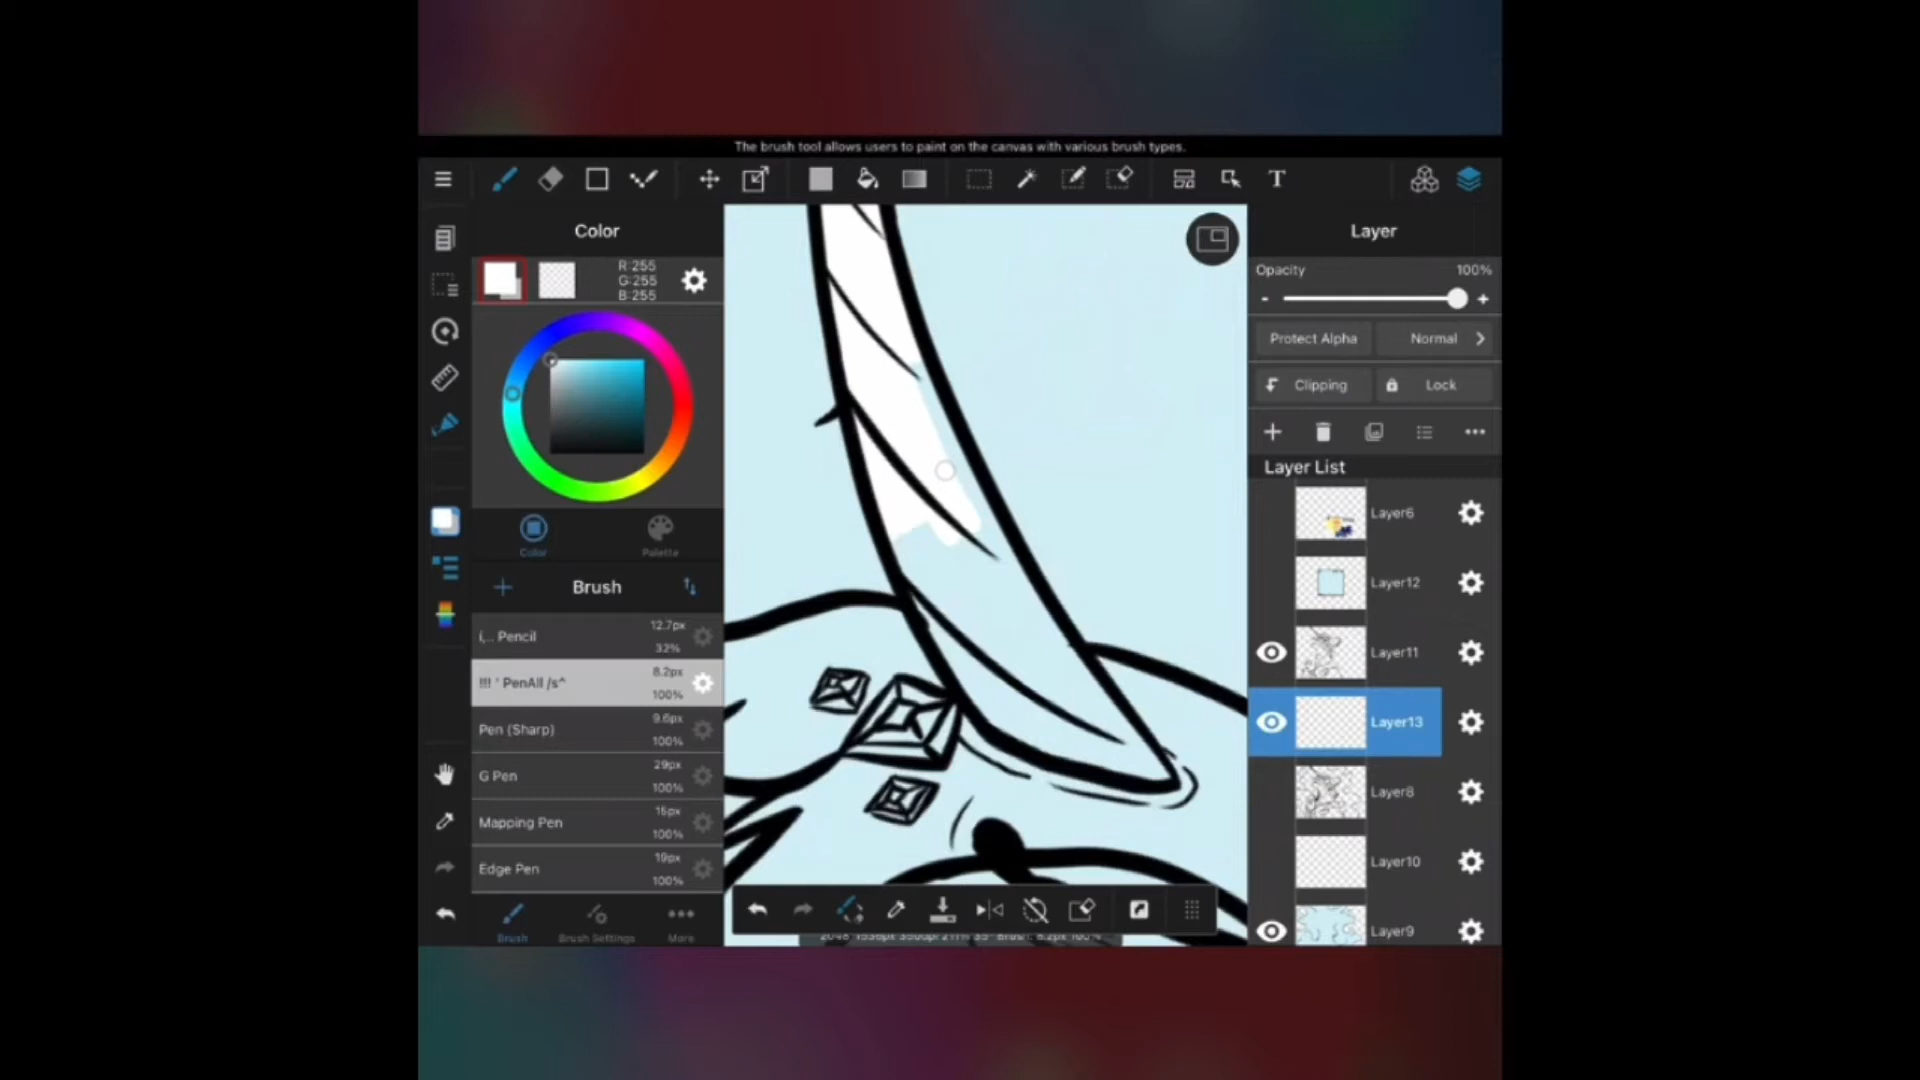 The brush tool allows users to paint on the canvas with various brush types.
T
Color
R:255
G:255
B:255
Color
Palette
Brush
i,.. Pencil
12.7px
32%
!!! ' PenAll /s^
8.2px
100%
Pen (Sharp)
9.6px
100%
G Pen
29px
100%
Mapping Pen
15px
100%
Edge Pen
19px
100%
Brush
Brush Settings
More
Layer
Opacity
100%
- +
Protect Alpha
Normal
Clipping
Lock
Layer List
Layer6
Layer12
Layer11
Layer13
Layer8
Layer10
Layer9